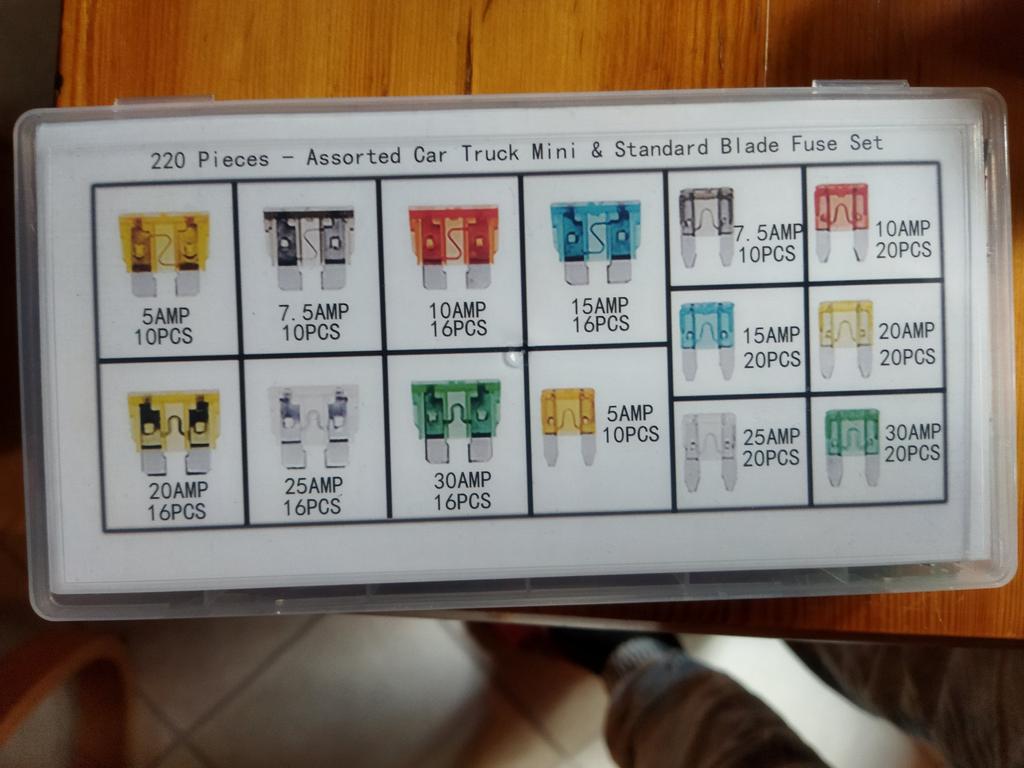 220 Pieces - Assorted Car Truck Mini & Standard Blade Fuse Set
5AMP
10PCS
7.5AMP
10PCS
10AMP
16PCS
15AMP
16PCS
7.5AMP
10PCS
10AMP
20PCS
15AMP
20PCS
20AMP
20PCS
20AMP
16PCS
25AMP
16PCS
30AMP
16PCS
5AMP
10PCS
25AMP
20PCS
30AMP
20PCS